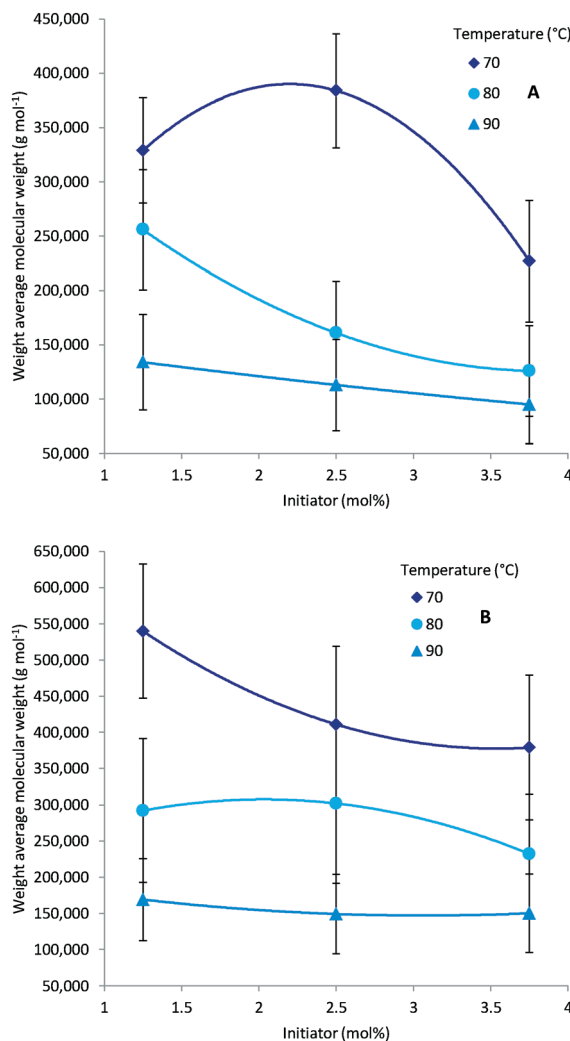 Temperature (°C)
70
80
90
A
Weight average molecular weight (g mol⁻¹)
450,000
400,000
350,000
300,000
250,000
200,000
150,000
100,000
50,000
1 1.5 2 2.5 3 3.5 4
Initiator (mol%)
Temperature (°C)
70
80
90
B
Weight average molecular weight (g mol⁻¹)
650,000
600,000
550,000
500,000
450,000
400,000
350,000
300,000
250,000
200,000
150,000
100,000
50,000
1 1.5 2 2.5 3 3.5 4
Initiator (mol%)